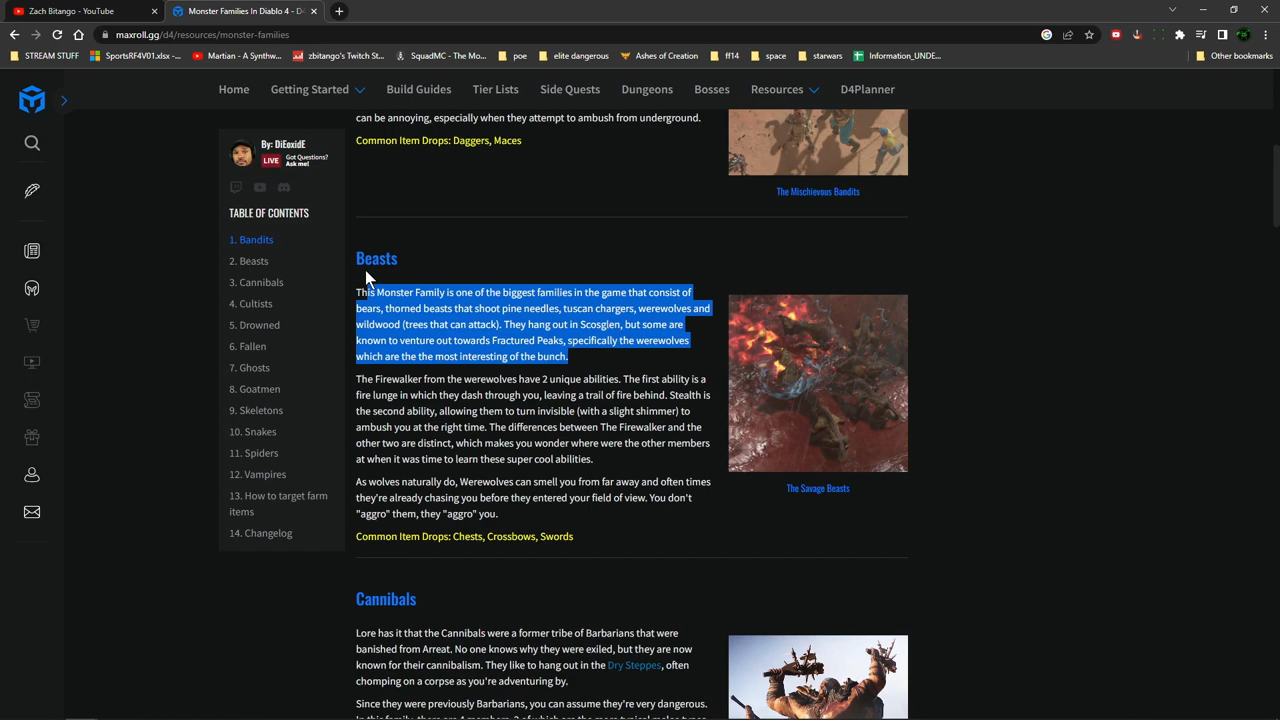 Zach Bitango - YouTube
Monster Families In Diablo 4 - D4
maxroll.gg/d4/resources/monster-families
STREAM STUFF
SportsRF4V01.xlsx -...
Martian - A Synthw...
zbitango's Twitch St...
SquadMC - The Mo...
poe
elite dangerous
Ashes of Creation
ff14
space
starwars
Information_UNDE...
Other bookmarks
Home
Getting Started
Build Guides
Tier Lists
Side Quests
Dungeons
Bosses
Resources
D4Planner
By: DiEoxidE
LIVE
Got Questions?
Ask me!
TABLE OF CONTENTS
1. Bandits
2. Beasts
3. Cannibals
4. Cultists
5. Drowned
6. Fallen
7. Ghosts
8. Goatmen
9. Skeletons
10. Snakes
11. Spiders
12. Vampires
13. How to target farm
items
14. Changelog
can be annoying, especially when they attempt to ambush from underground.
Common Item Drops: Daggers, Maces
The Mischievous Bandits
Beasts
This Monster Family is one of the biggest families in the game that consist of
bears, thorned beasts that shoot pine needles, tuscan chargers, werewolves and
wildwood (trees that can attack). They hang out in Scosglen, but some are
known to venture out towards Fractured Peaks, specifically the werewolves
which are the the most interesting of the bunch.
The Firewalker from the werewolves have 2 unique abilities. The first ability is a
fire lunge in which they dash through you, leaving a trail of fire behind. Stealth is
the second ability, allowing them to turn invisible (with a slight shimmer) to
ambush you at the right time. The differences between The Firewalker and the
other two are distinct, which makes you wonder where were the other members
at when it was time to learn these super cool abilities.
As wolves naturally do, Werewolves can smell you from far away and often times
they're already chasing you before they entered your field of view. You don't
"aggro" them, they "aggro" you.
Common Item Drops: Chests, Crossbows, Swords
The Savage Beasts
Cannibals
Lore has it that the Cannibals were a former tribe of Barbarians that were
banished from Arreat. No one knows why they were exiled, but they are now
known for their cannibalism. They like to hang out in the Dry Steppes, often
chomping on a corpse as you're adventuring by.
Since they were previously Barbarians, you can assume they're very dangerous.